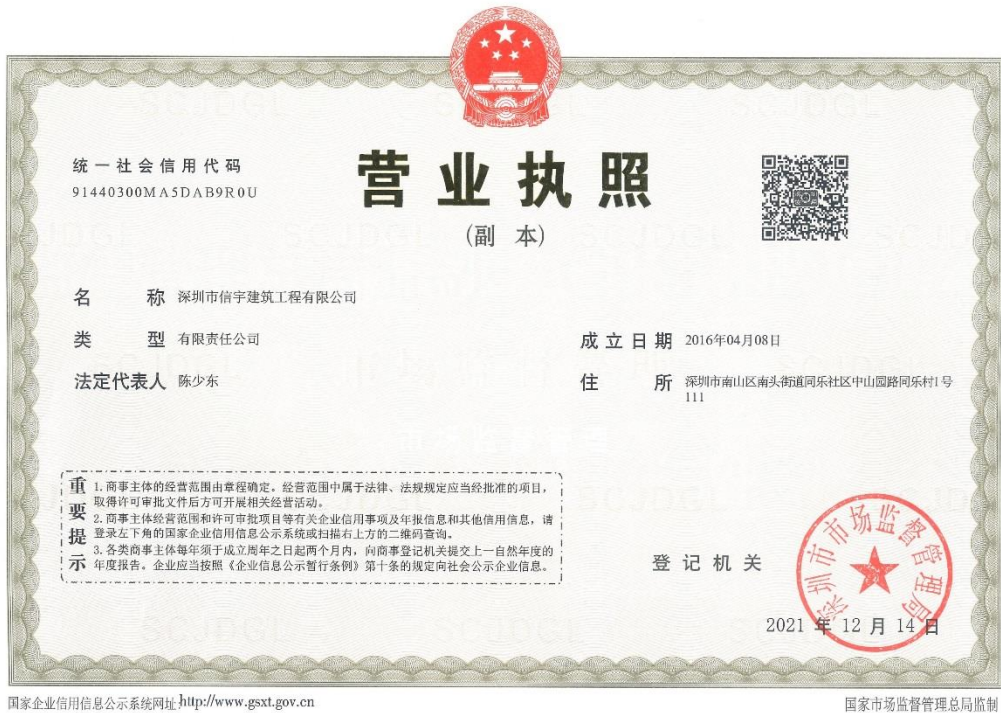 统一社会信用代码
91440300MA5DAB9R0U
营业执照
(副 本)
名 称 深圳市信宇建筑工程有限公司
类 型 有限责任公司
法定代表人 陈少东
成立日期 2016年04月08日
住 所 深圳市南山区南头街道同乐社区中山园路同乐村1号
111
重要提示
1. 商事主体的经营范围由章程确定。经营范围中属于法律、法规规定应当经批准的项目,
取得许可审批文件后方可开展相关经营活动。
2. 商事主体经营范围和许可审批项目等有关企业信用事项及年报信息和其他信用信息，请
登录左下角的国家企业信用信息公示系统或扫描右上方的二维码查询。
3. 各类商事主体每年须于成立周年之日起两个月内，向商事登记机关提交上一自然年度的
年度报告。企业应当按照《企业信息公示暂行条例》第十条的规定向社会公示企业信息。
登记机关
深圳市市场监督管理局
2021 年 12 月 14 日
国家企业信用信息公示系统网址:http://www.gsxt.gov.cn
国家市场监督管理总局监制